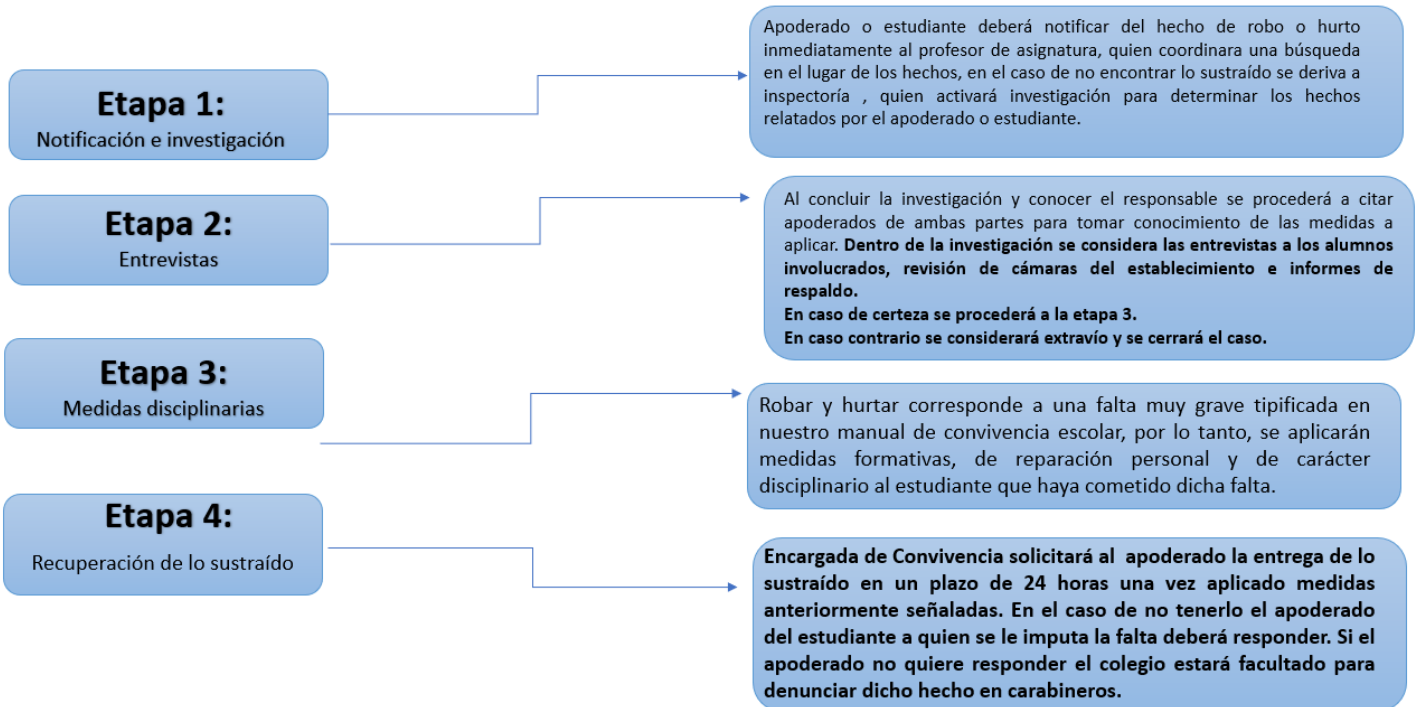 Etapa 1:
Notificación e investigación
Apoderado o estudiante deberá notificar del hecho de robo o hurto
inmediatamente al profesor de asignatura, quien coordinara una búsqueda
en el lugar de los hechos, en el caso de no encontrar lo sustraído se deriva a
inspectoría , quien activará investigación para determinar los hechos
relatados por el apoderado o estudiante.
Etapa 2:
Entrevistas
Al concluir la investigación y conocer el responsable se procederá a citar
apoderados de ambas partes para tomar conocimiento de las medidas a
aplicar. Dentro de la investigación se considera las entrevistas a los alumnos
involucrados, revisión de cámaras del establecimiento e informes de
respaldo.
En caso de certeza se procederá a la etapa 3.
En caso contrario se considerará extravío y se cerrará el caso.
Etapa 3:
Medidas disciplinarias
Robar y hurtar corresponde a una falta muy grave tipificada en
nuestro manual de convivencia escolar, por lo tanto, se aplicarán
medidas formativas, de reparación personal y de carácter
disciplinario al estudiante que haya cometido dicha falta.
Etapa 4:
Recuperación de lo sustraído
Encargada de Convivencia solicitará al apoderado la entrega de lo
sustraído en un plazo de 24 horas una vez aplicado medidas
anteriormente señaladas. En el caso de no tenerlo el apoderado
del estudiante a quien se le imputa la falta deberá responder. Si el
apoderado no quiere responder el colegio estará facultado para
denunciar dicho hecho en carabineros.